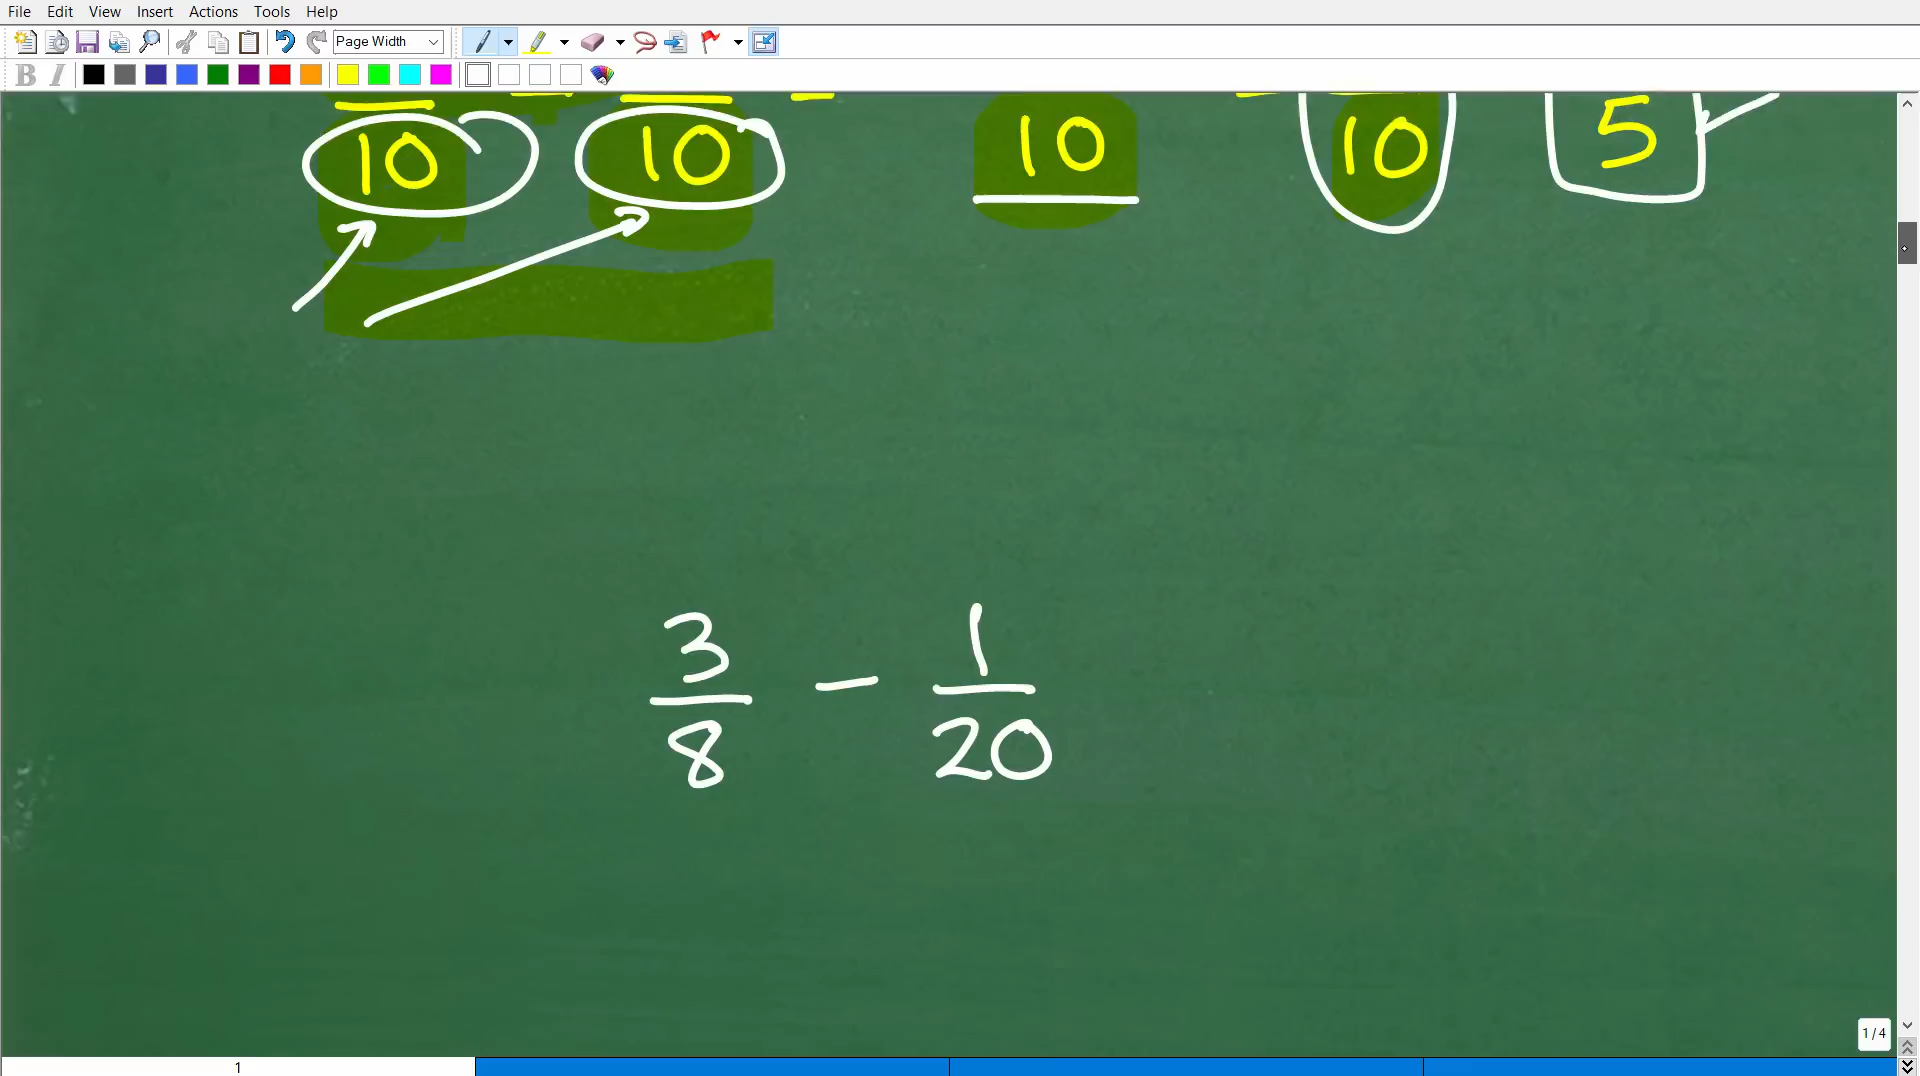 File Edit View Insert Actions Tools Help
Page Width
B I
10 10 10 10 5
3/8 - 1/20
1 / 4
1